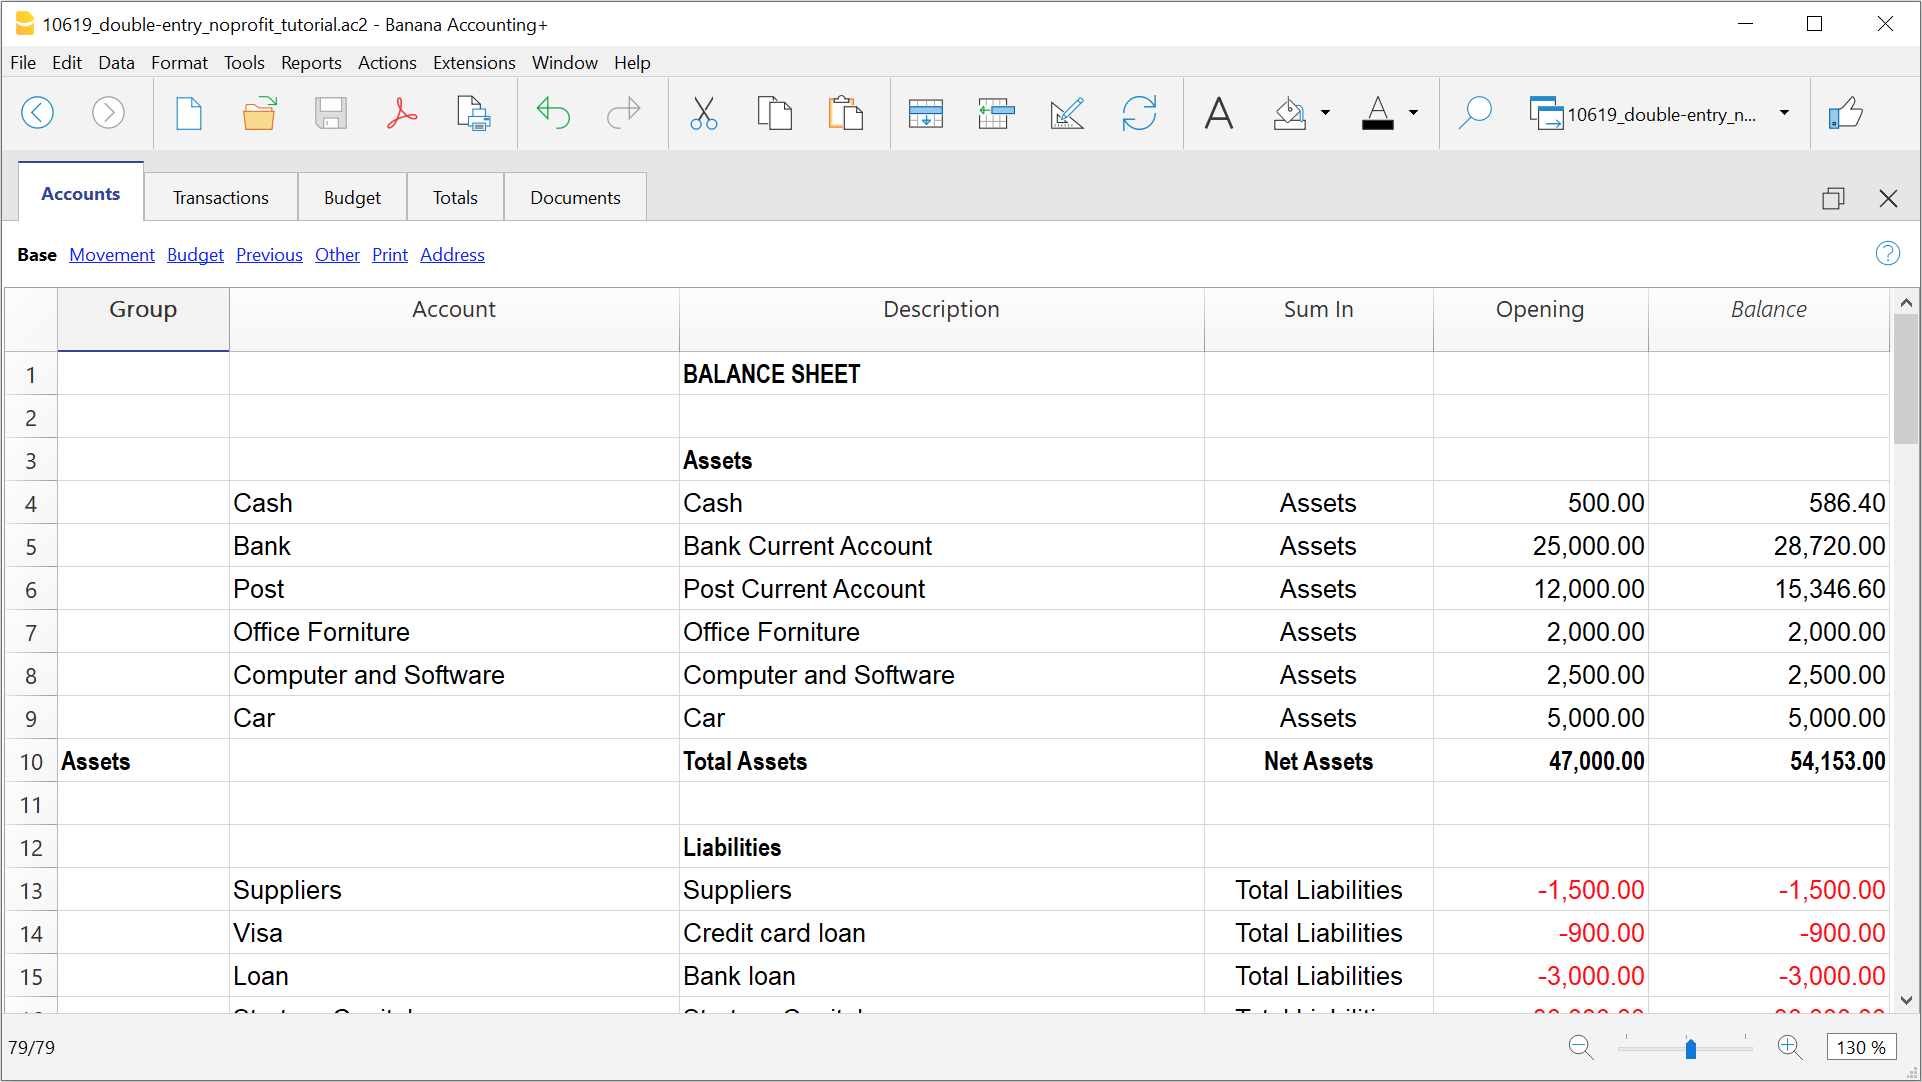 10619_double-entry_noprofit_tutorial.ac2 - Banana Accounting+
File Edit Data Format Tools Reports Actions Extensions Window Help
10619_double-entry_n...
Accounts Transactions Budget Totals Documents
Base Movement Budget Previous Other Print Address
Group Account Description Sum In Opening Balance
1 BALANCE SHEET
2
3 Assets
4 Cash Cash Assets 500.00 586.40
5 Bank Bank Current Account Assets 25,000.00 28,720.00
6 Post Post Current Account Assets 12,000.00 15,346.60
7 Office Forniture Office Forniture Assets 2,000.00 2,000.00
8 Computer and Software Computer and Software Assets 2,500.00 2,500.00
9 Car Car Assets 5,000.00 5,000.00
10 Assets Total Assets Net Assets 47,000.00 54,153.00
11
12 Liabilities
13 Suppliers Suppliers Total Liabilities -1,500.00 -1,500.00
14 Visa Credit card loan Total Liabilities -900.00 -900.00
15 Loan Bank loan Total Liabilities -3,000.00 -3,000.00
79/79 130 %